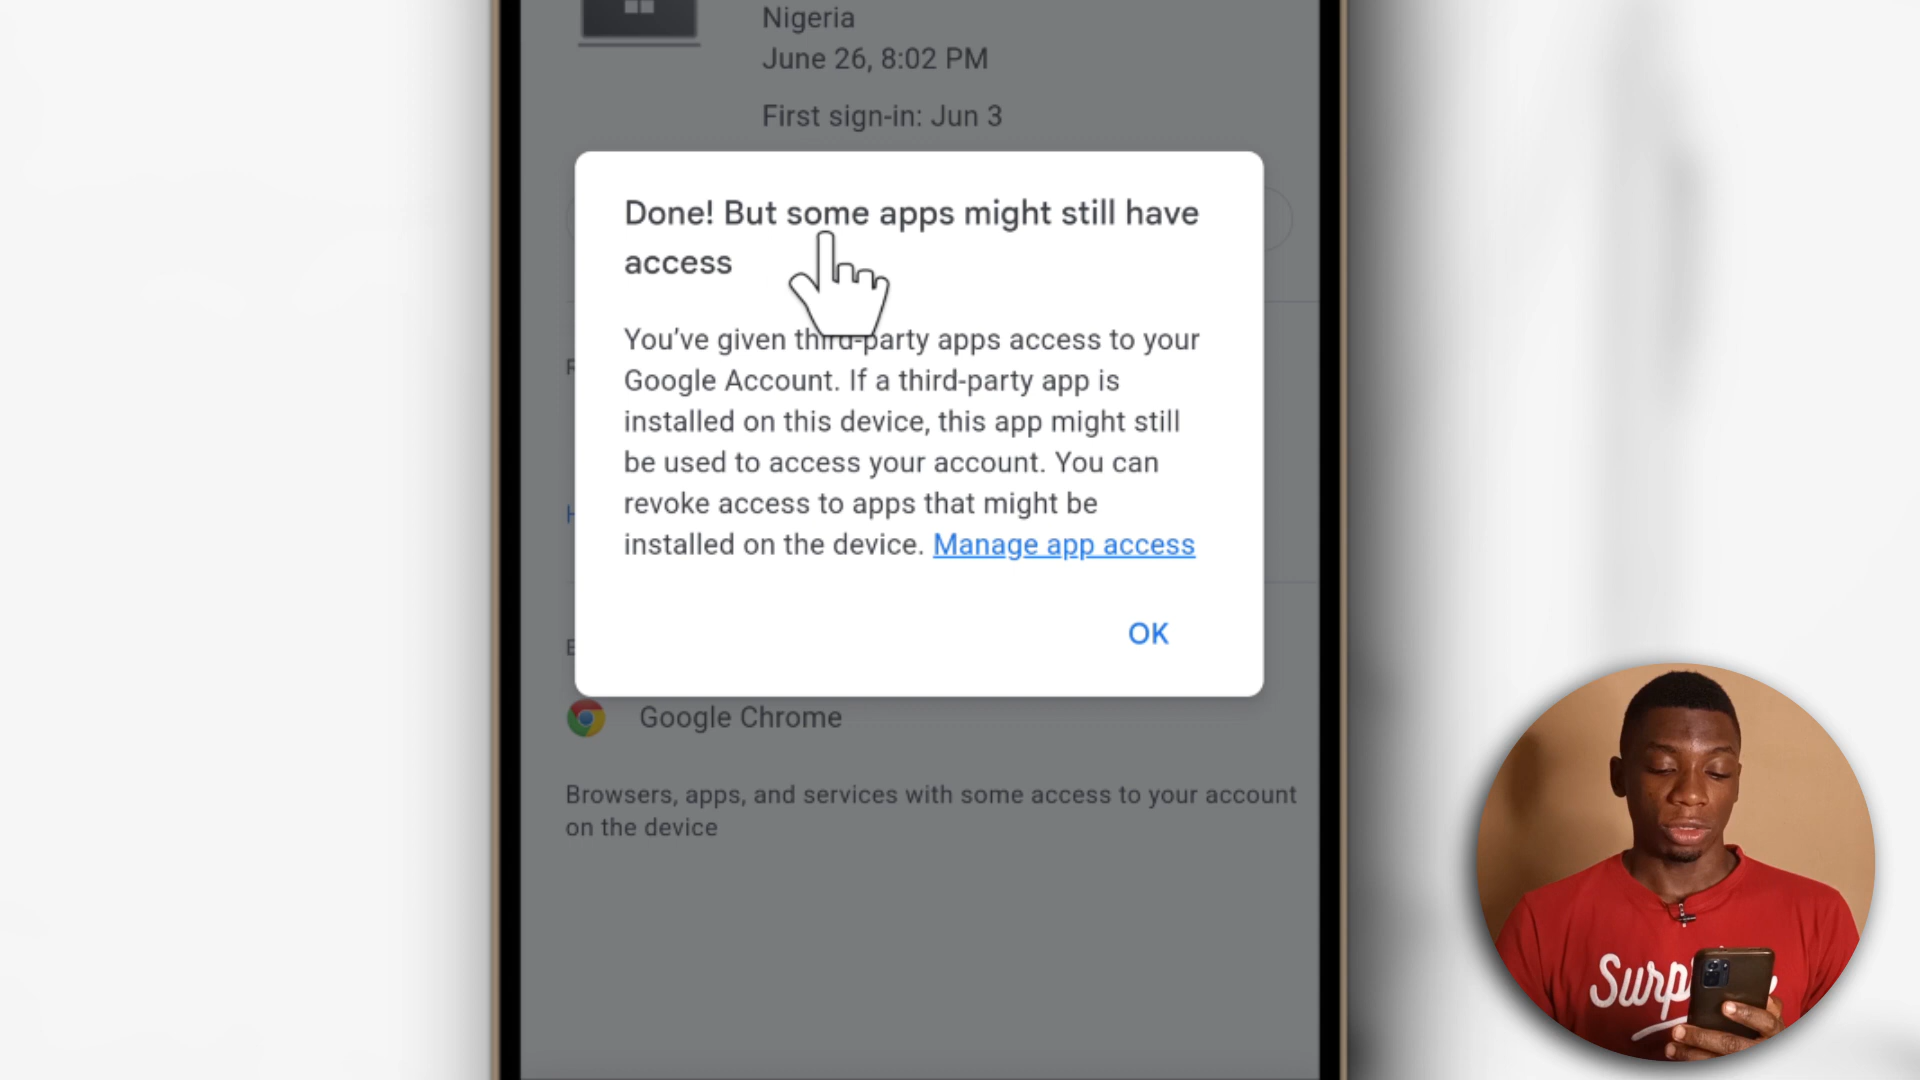 Nigeria
June 26, 8:02 PM
First sign-in: Jun 3
Done! But some apps might still have
access
You’ve given third-party apps access to your
Google Account. If a third-party app is
installed on this device, this app might still
be used to access your account. You can
revoke access to apps that might be
installed on the device. Manage app access
OK
Google Chrome
Browsers, apps, and services with some access to your account
on the device